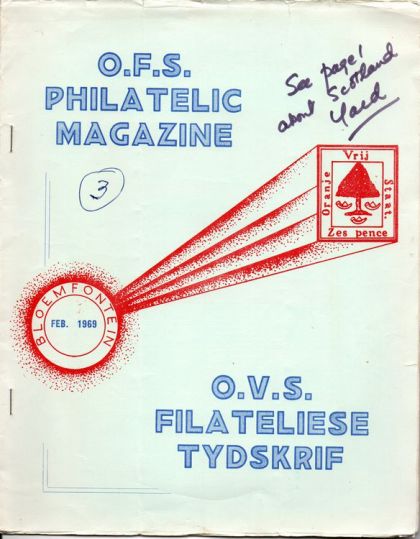 O.F.S.
PHILATELIC
MAGAZINE
See page!
about Scotland
Yard
3
Vrij
Oranje
Staat
Zes pence
BLOEMFONTEIN
FEB. 1969
O.V.S.
FILATELIESE
TYDSKRIF